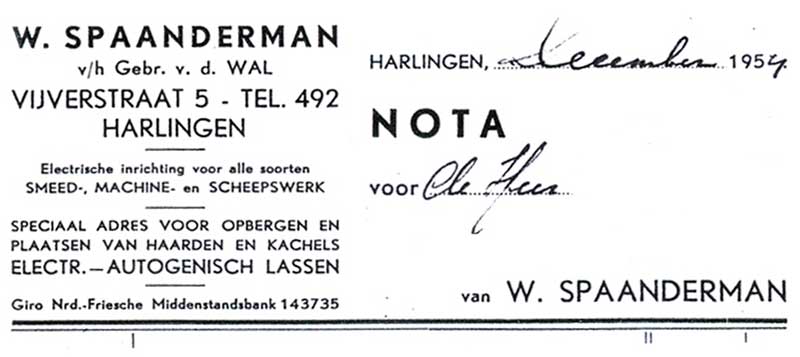 W. SPAANDERMAN
v/h Gebr. v. d. WAL
VIJVERSTRAAT 5 - TEL. 492
HARLINGEN
Electrische inrichting voor alle soorten
SMEED-, MACHINE- en SCHEEPSWERK
SPECIAAL ADRES VOOR OPBERGEN EN
PLAATSEN VAN HAARDEN EN KACHELS
ELECTR.—AUTOGENISCH LASSEN
Giro Nrd.-Friesche Middenstandsbank 143735
HARLINGEN, December 1954.
NOTA
voor
van W. SPAANDERMAN